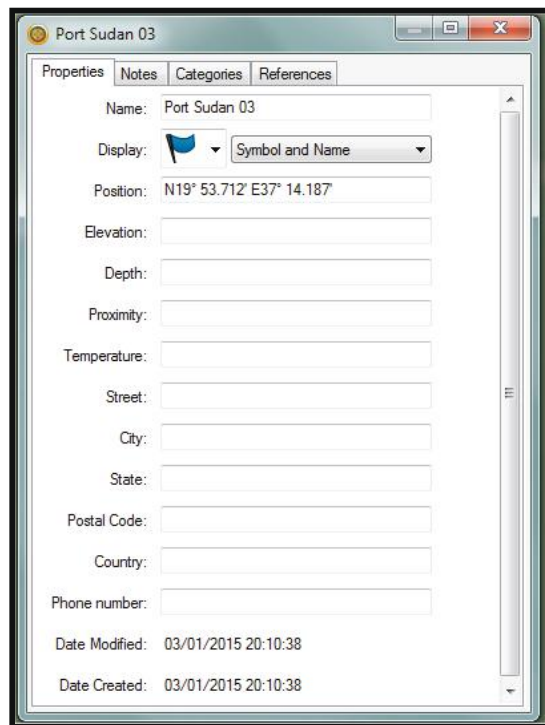 Port Sudan 03
Properties Notes Categories References
Name: Port Sudan 03
Display: Symbol and Name
Position: N19° 53.712' E37° 14.187'
Elevation:
Depth:
Proximity:
Temperature:
Street:
City:
State:
Postal Code:
Country:
Phone number:
Date Modified: 03/01/2015 20:10:38
Date Created: 03/01/2015 20:10:38